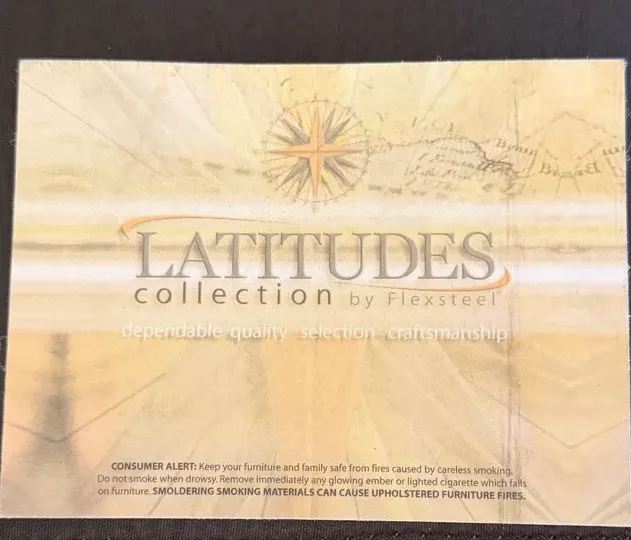 Benin
LATITUDES
collection by Flexsteel®
dependable quality selection craftsmanship
CONSUMER ALERT: Keep your furniture and family safe from fires caused by careless smoking.
Do not smoke when drowsy. Remove immediately any glowing ember or lighted cigarette which falls
on furniture. SMOLDERING SMOKING MATERIALS CAN CAUSE UPHOLSTERED FURNITURE FIRES.